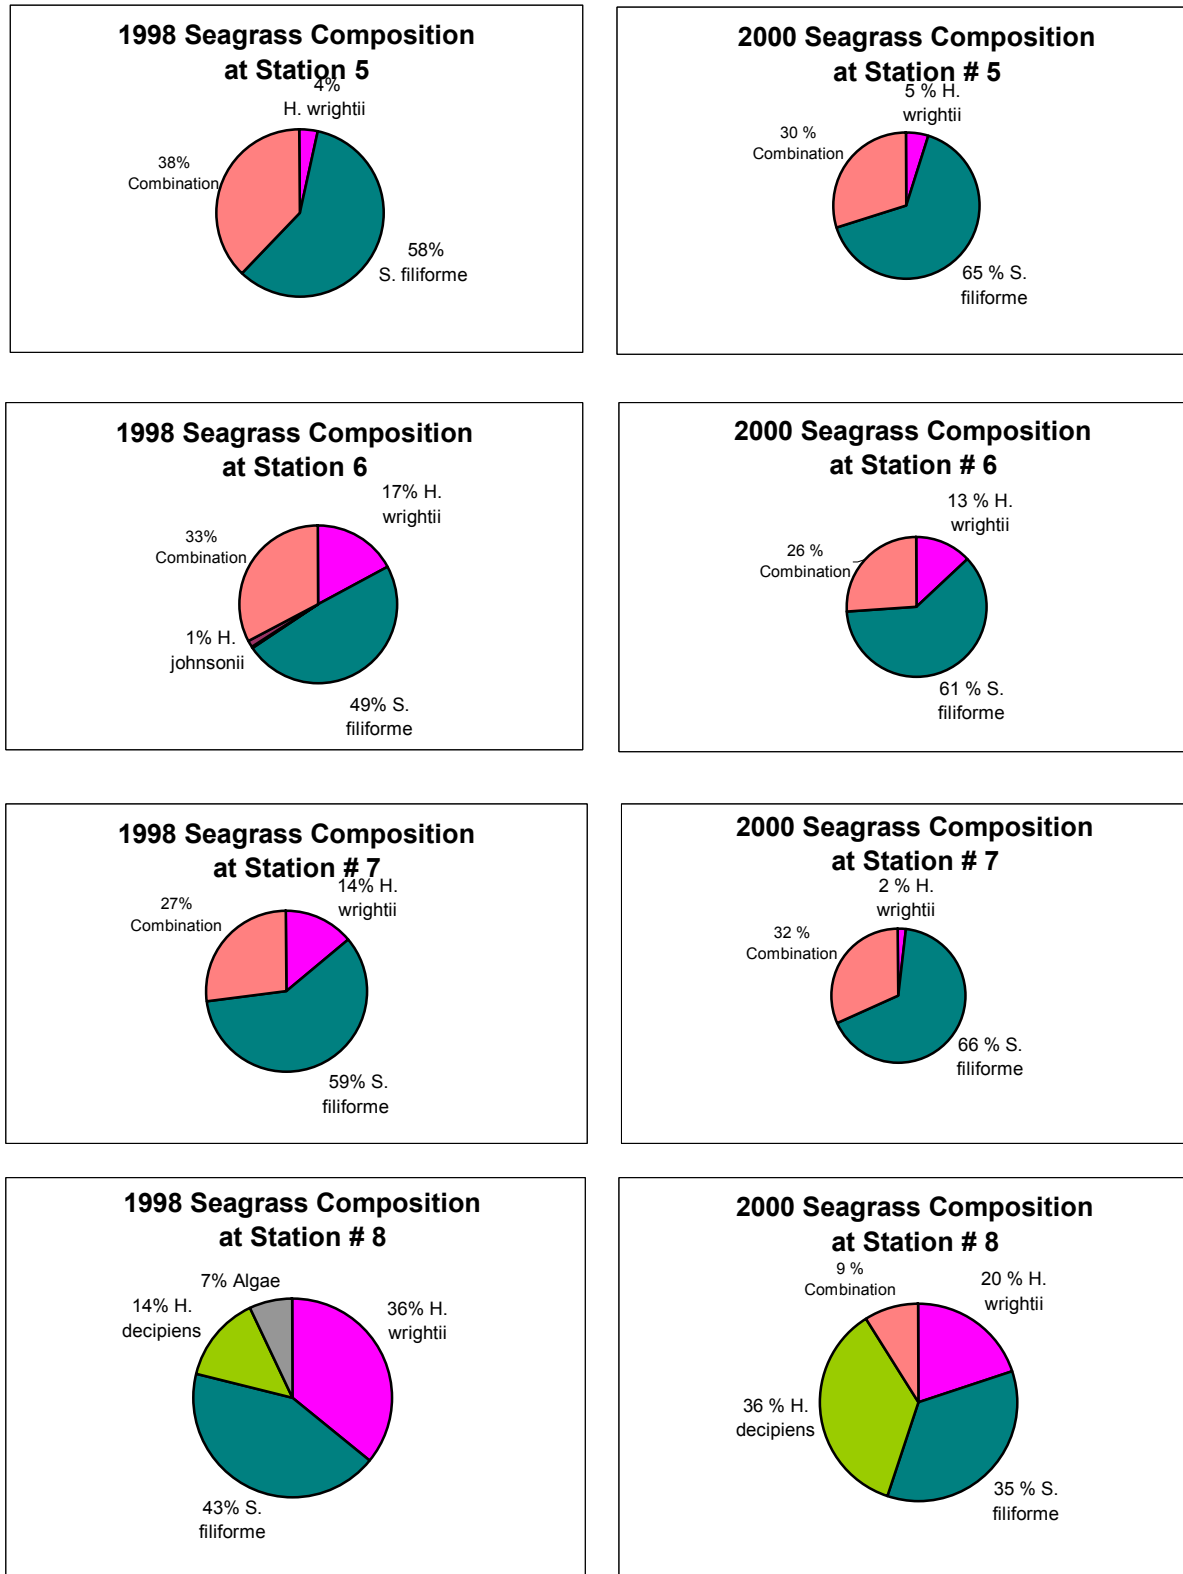 1998 Seagrass Composition
at Station 5
4%
H. wrightii
38%
Combination
58%
S. filiforme
2000 Seagrass Composition
at Station # 5
5 % H.
wrightii
30 %
Combination
65 % S.
filiforme
1998 Seagrass Composition
at Station 6
17% H.
wrightii
33%
Combination
1% H.
johnsonii
49% S.
filiforme
2000 Seagrass Composition
at Station # 6
13 % H.
wrightii
26 %
Combination
61 % S.
filiforme
1998 Seagrass Composition
at Station # 7
14% H.
wrightii
27%
Combination
59% S.
filiforme
2000 Seagrass Composition
at Station # 7
2 % H.
wrightii
32 %
Combination
66 % S.
filiforme
1998 Seagrass Composition
at Station # 8
7% Algae
14% H.
decipiens
36% H.
wrightii
43% S.
filiforme
2000 Seagrass Composition
at Station # 8
9 %
Combination
20 % H.
wrightii
36 % H.
decipiens
35 % S.
filiforme